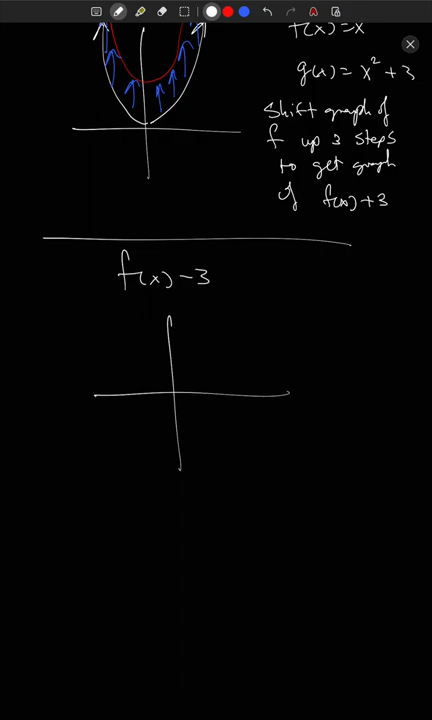 f(x) = x
g(x) = x² + 3
Shift graph of
f up 3 steps
to get graph
of f(x) + 3
f(x) - 3